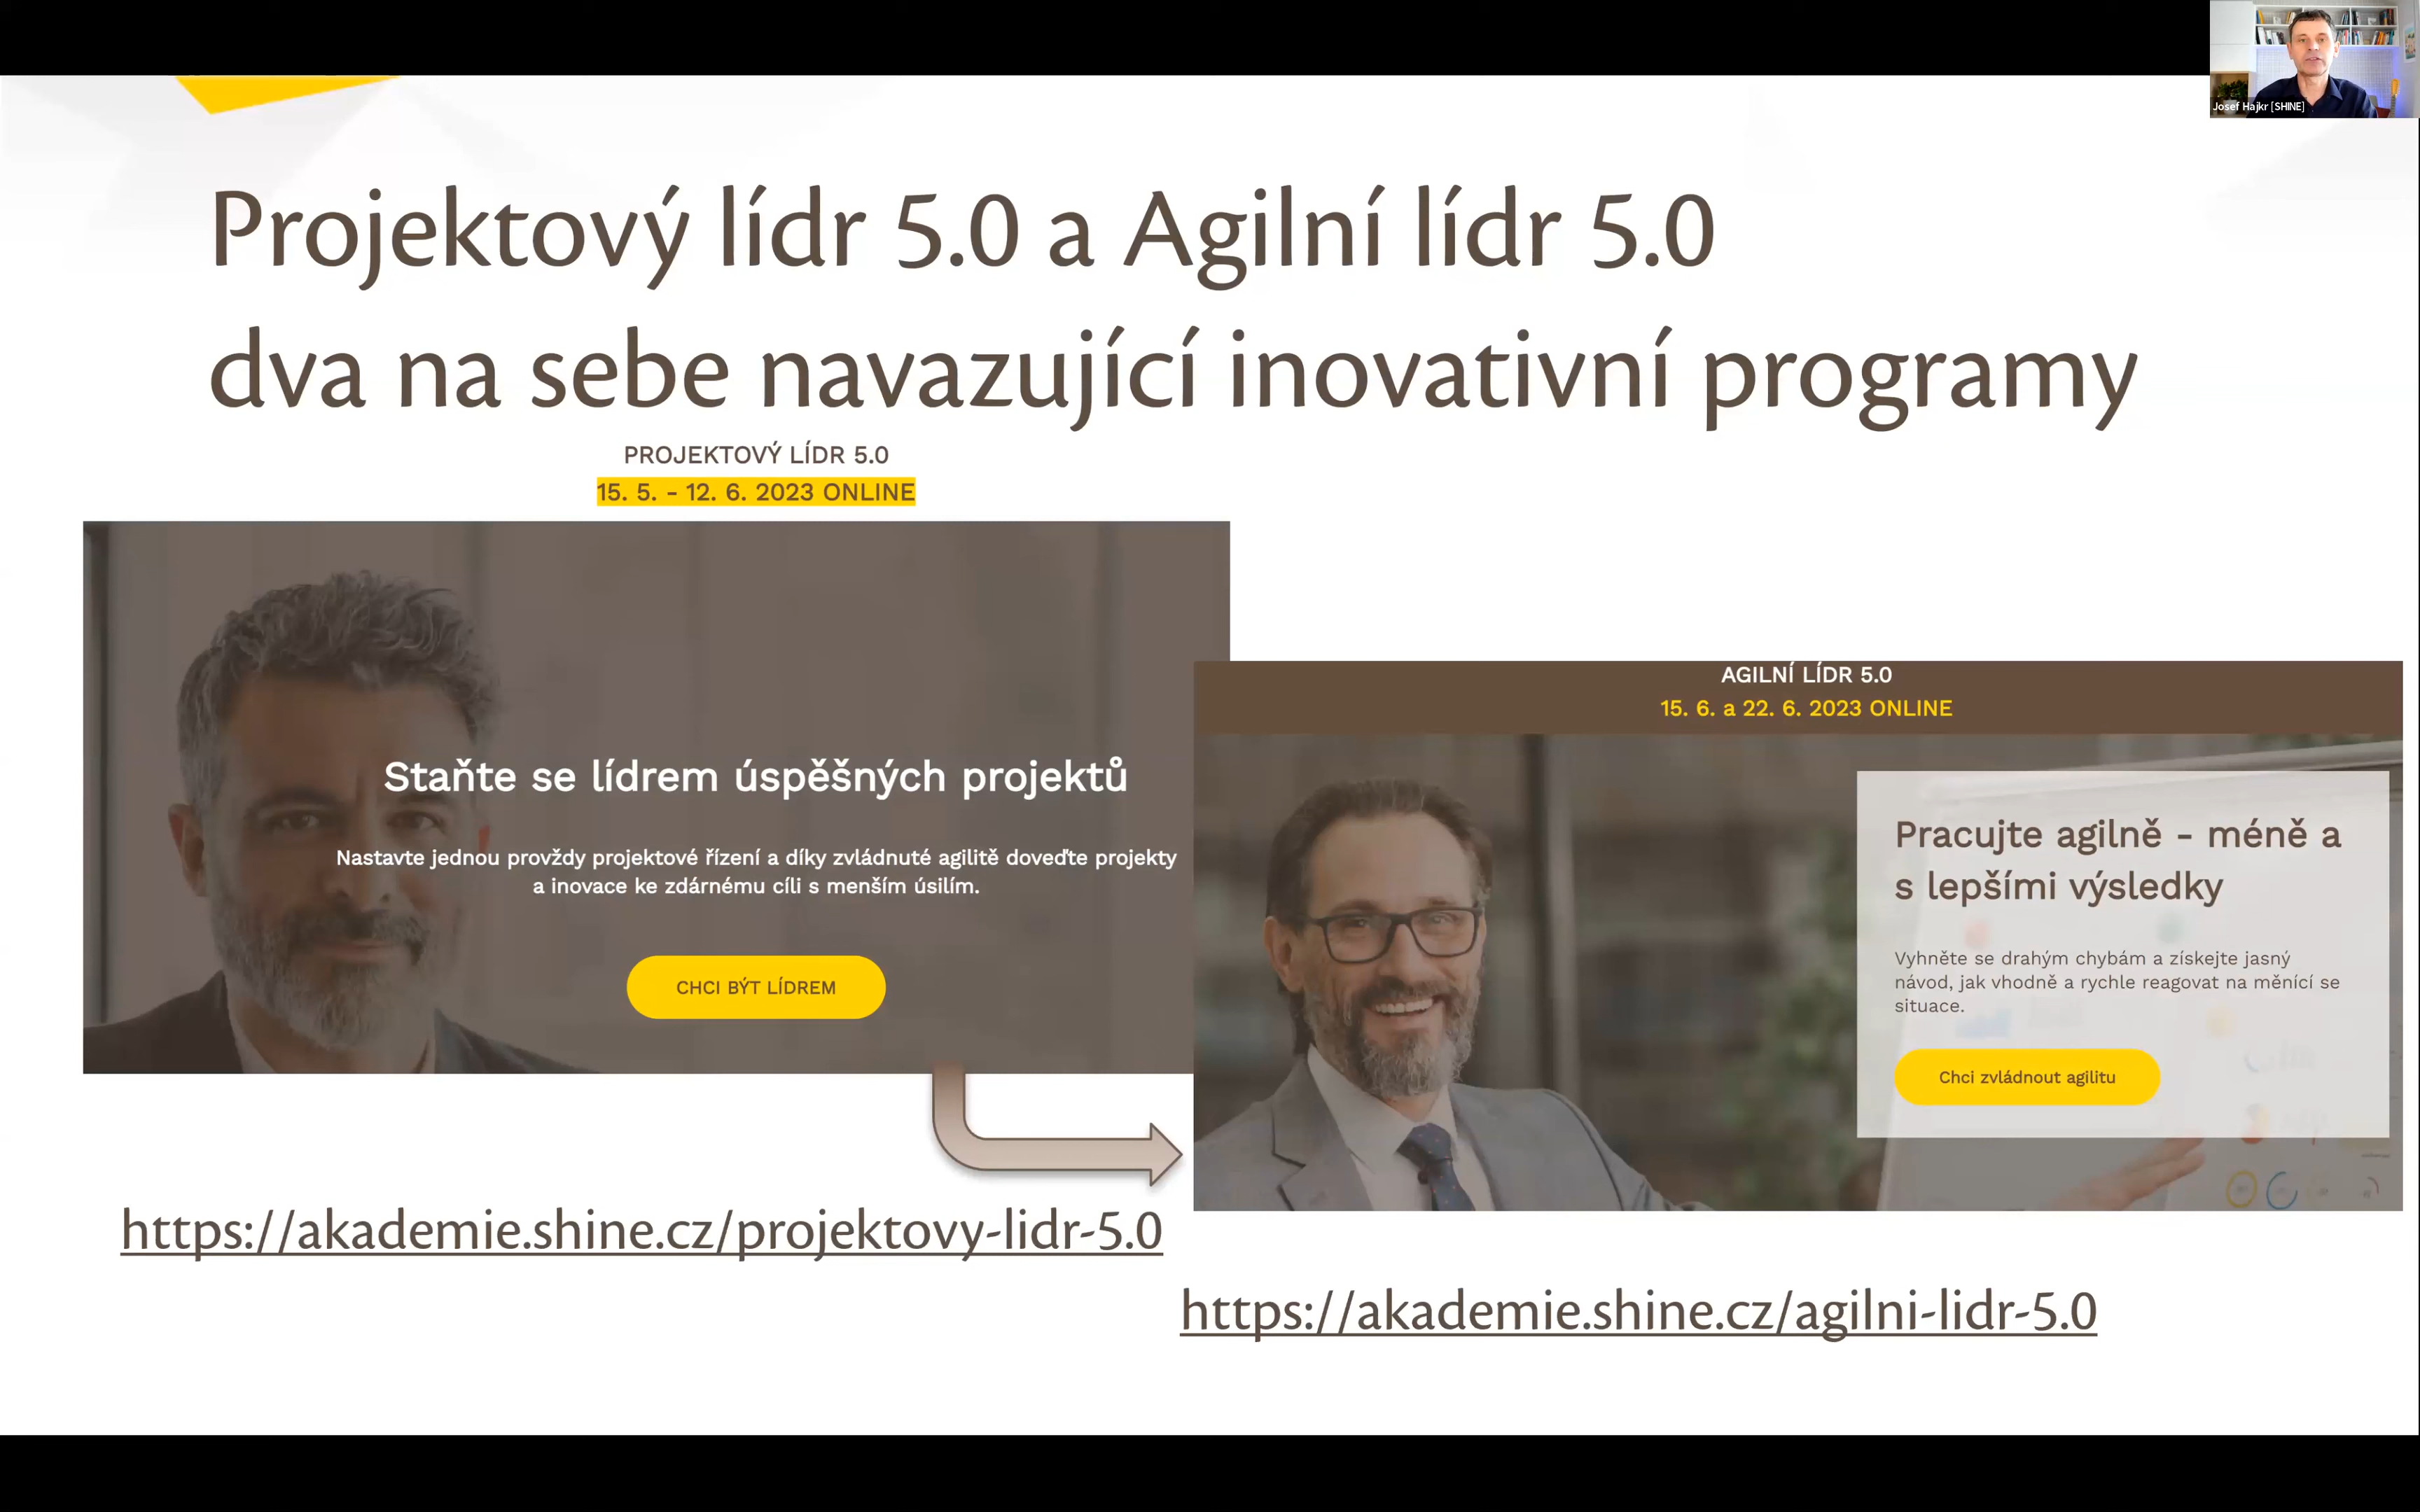 Josef Hajkr [SHINE]
Projektový lídr 5.0 a Agilní lídr 5.0
dva na sebe navazující inovativní programy
PROJEKTOVÝ LÍDR 5.0
15. 5. - 12. 6. 2023 ONLINE
Staňte se lídrem úspěšných projektů
Nastavte jednou provždy projektové řízení a díky zvládnuté agilitě doveďte projekty
a inovace ke zdárnému cíli s menším úsilím.
CHCI BÝT LÍDREM
AGILNÍ LÍDR 5.0
15. 6. a 22. 6. 2023 ONLINE
Pracujte agilně - méně a
s lepšími výsledky
Vyhněte se drahým chybám a získejte jasný
návod, jak vhodně a rychle reagovat na měnící se
situace.
Chci zvládnout agilitu
https://akademie.shine.cz/projektovy-lidr-5.0
https://akademie.shine.cz/agilni-lidr-5.0